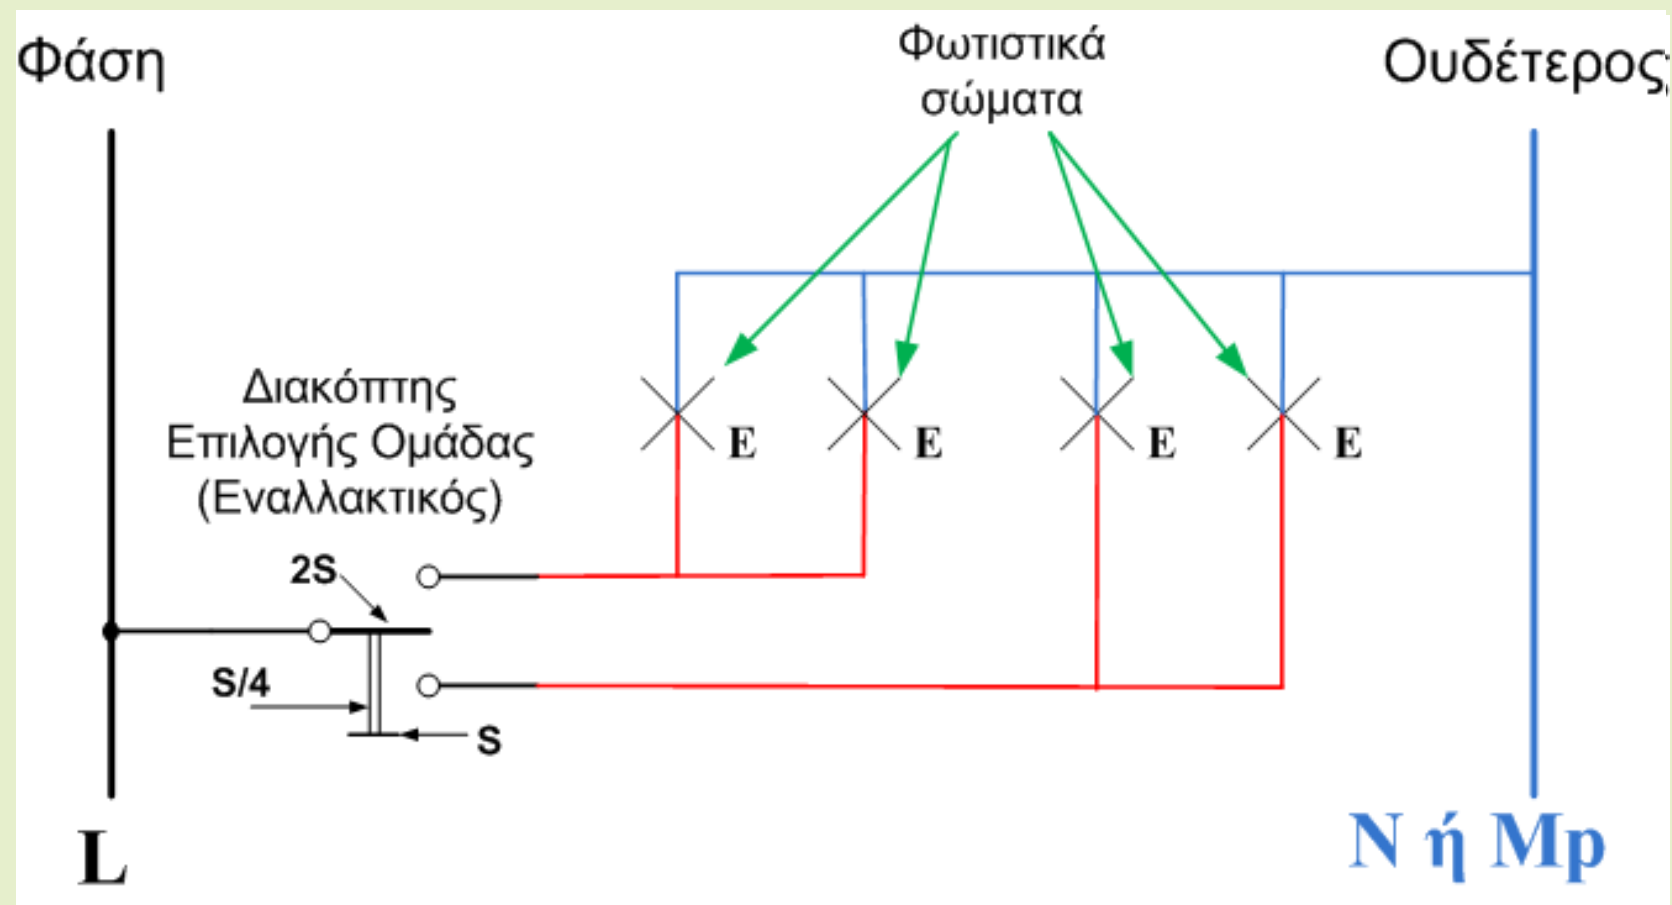 Φάση
Φωτιστικά
σώματα
Ουδέτερος
Διακόπτης
Επιλογής Ομάδας
(Εναλλακτικός)
E
E
E
E
2S
S/4
S
L
N ή Mp